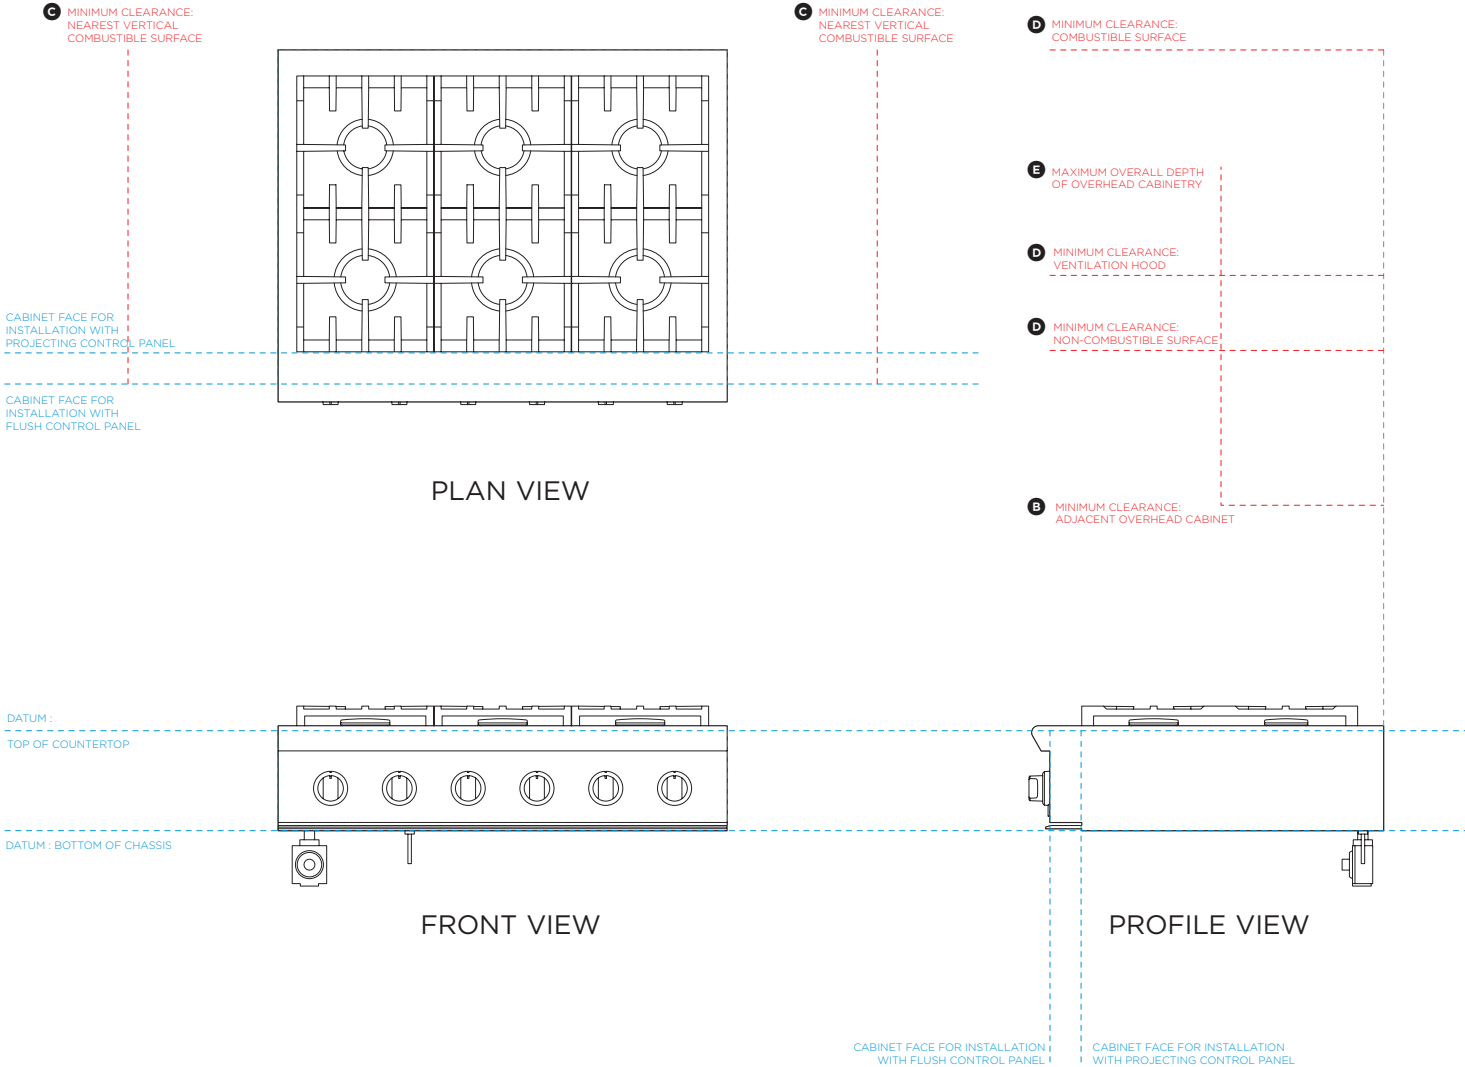 C MINIMUM CLEARANCE:
NEAREST VERTICAL
COMBUSTIBLE SURFACE
C MINIMUM CLEARANCE:
NEAREST VERTICAL
COMBUSTIBLE SURFACE
D MINIMUM CLEARANCE:
COMBUSTIBLE SURFACE
E MAXIMUM OVERALL DEPTH
OF OVERHEAD CABINETRY
D MINIMUM CLEARANCE:
VENTILATION HOOD
D MINIMUM CLEARANCE:
NON-COMBUSTIBLE SURFACE
B MINIMUM CLEARANCE:
ADJACENT OVERHEAD CABINET
CABINET FACE FOR
INSTALLATION WITH
PROJECTING CONTROL PANEL
CABINET FACE FOR
INSTALLATION WITH
FLUSH CONTROL PANEL
PLAN VIEW
DATUM :
TOP OF COUNTERTOP
DATUM : BOTTOM OF CHASSIS
FRONT VIEW
PROFILE VIEW
CABINET FACE FOR INSTALLATION
WITH FLUSH CONTROL PANEL
CABINET FACE FOR INSTALLATION
WITH PROJECTING CONTROL PANEL